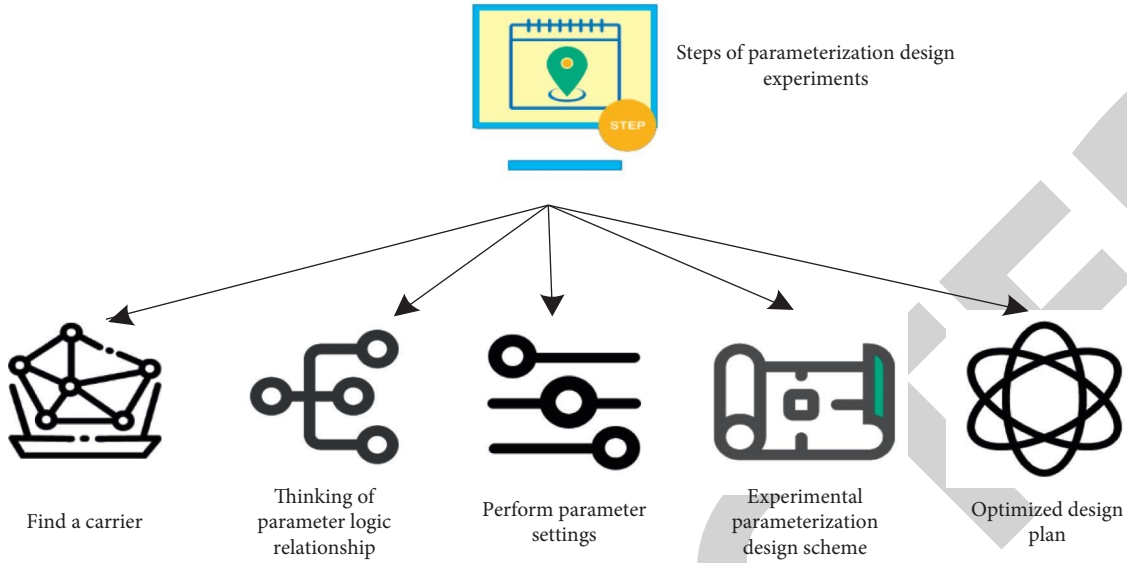 Steps of parameterization design
experiments
STEP
Find a carrier
Thinking of
parameter logic
relationship
Perform parameter
settings
Experimental
parameterization
design scheme
Optimized design
plan